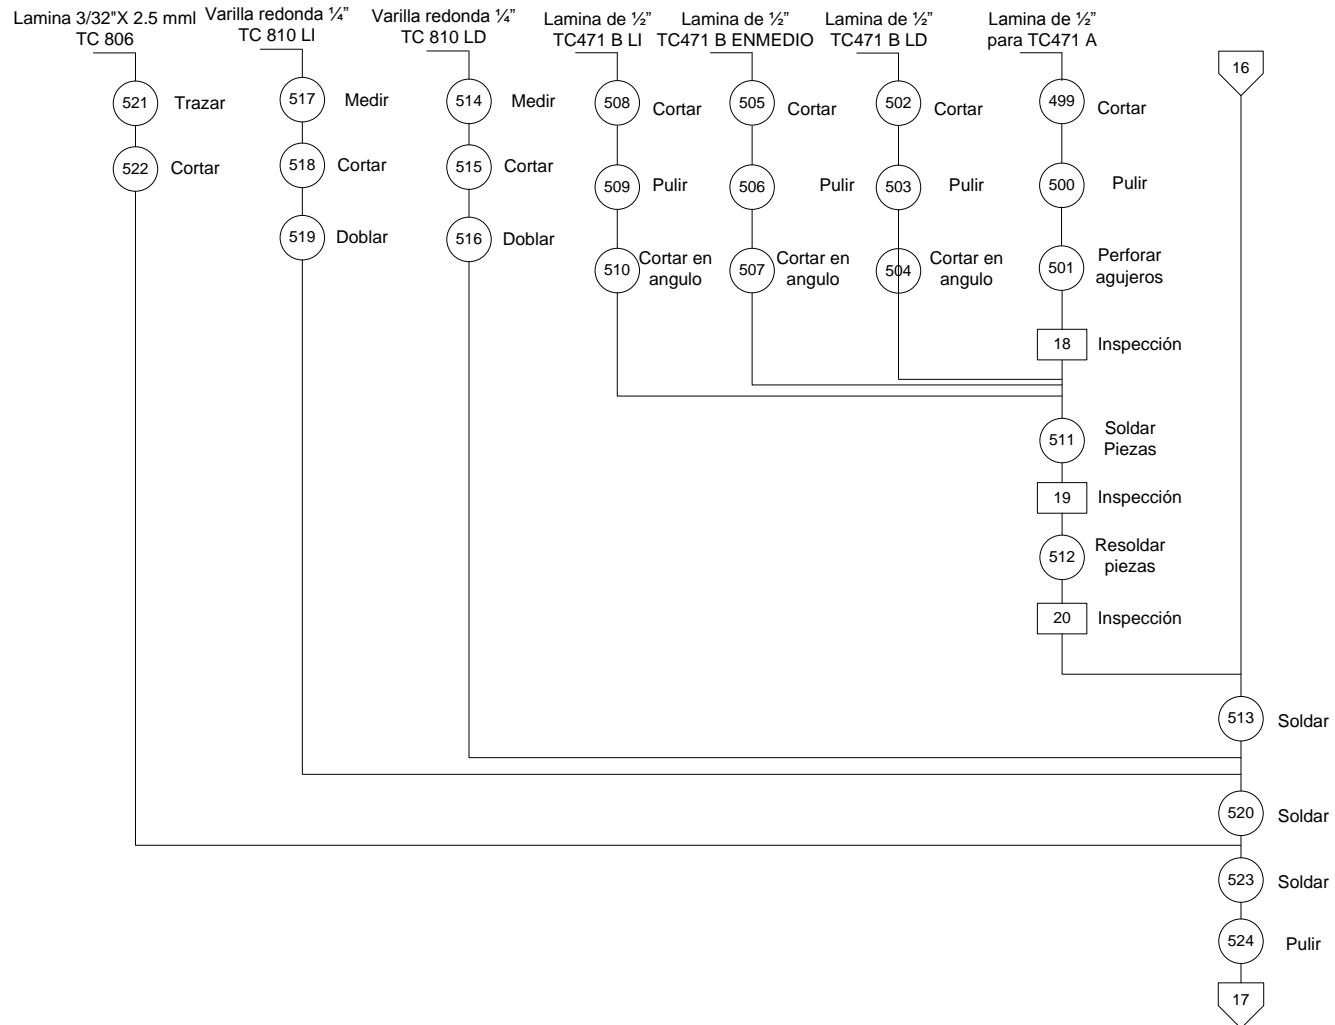 Lamina 3/32"X 2.5 mml
TC 806
Varilla redonda ¼”
TC 810 LI
Varilla redonda ¼”
TC 810 LD
Lamina de ½”
TC471 B LI
Lamina de ½”
TC471 B ENMEDIO
Lamina de ½”
TC471 B LD
Lamina de ½”
para TC471 A
16
521 Trazar
517 Medir
514 Medir
508 Cortar
505 Cortar
502 Cortar
499 Cortar
522 Cortar
518 Cortar
515 Cortar
509 Pulir
506 Pulir
503 Pulir
500 Pulir
519 Doblar
516 Doblar
510 Cortar en
angulo
507 Cortar en
angulo
504 Cortar en
angulo
501 Perforar
agujeros
18 Inspección
511 Soldar
Piezas
19 Inspección
512 Resoldar
piezas
20 Inspección
513 Soldar
520 Soldar
523 Soldar
524 Pulir
17